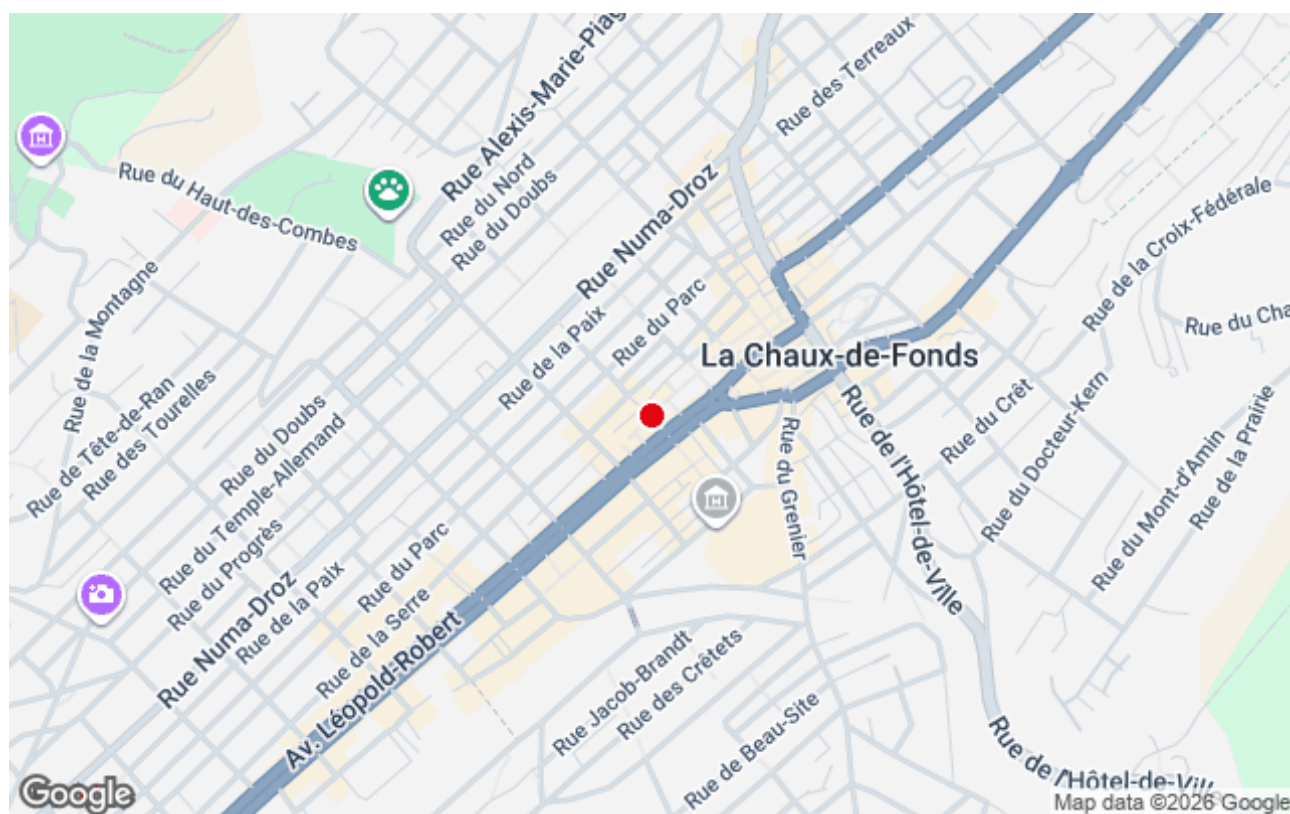 Rue Alexis-Marie-Piag
Rue des Terreaux
Rue du Haut-des-Combes
Rue du Nord
Rue du Doubs
Rue Numa-Droz
Rue de la Croix-Fédérale
Rue de la Montagne
Rue de la Paix
Rue du Parc
Rue du Cha
La Chaux-de-Fonds
Rue de Tête-de-Ran
Rue des Tourelles
Rue du Doubs
Rue du Temple-Allemand
Rue du Progrès
Rue du Grenier
Rue de l'Hôtel-de-Ville
Rue du Crêt
Rue du Docteur-Kern
Rue du Mont-d'Amin
Rue de la Prairie
Rue Numa-Droz
Rue de la Paix
Rue du Parc
Rue de la Serre
Av. Léopold-Robert
Rue Jacob-Brandt
Rue des Crêtets
Rue de Beau-Site
Rue de l'Hôtel-de-Ville
Google
Map data ©2026 Google